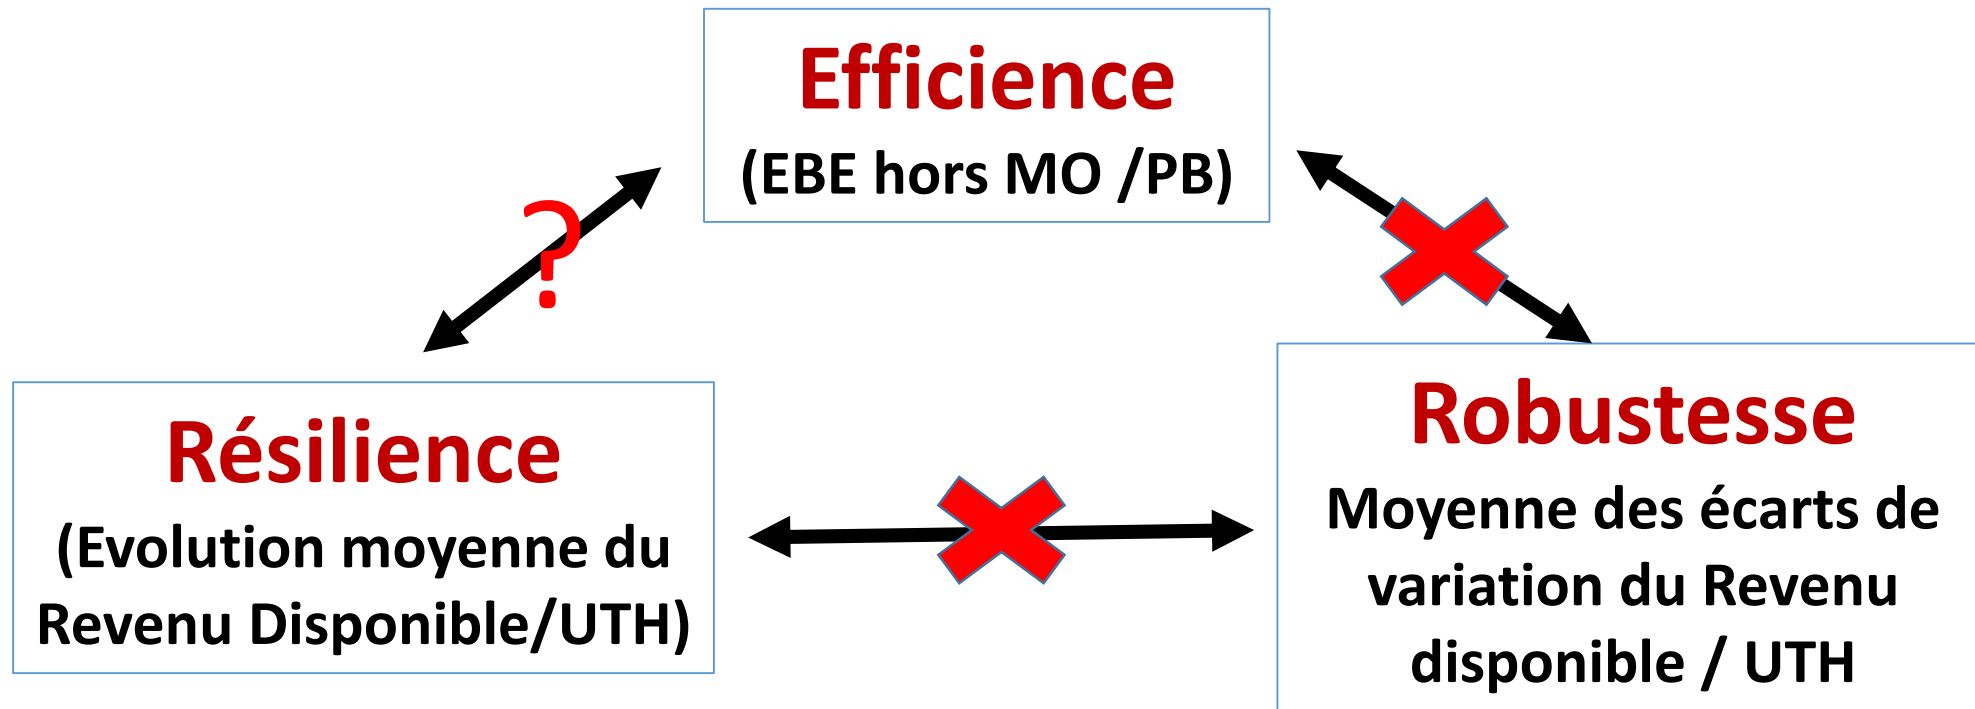 Efficience
(EBE hors MO /PB)
?
Résilience
(Evolution moyenne du
Revenu Disponible/UTH)
Robustesse
Moyenne des écarts de
variation du Revenu
disponible / UTH